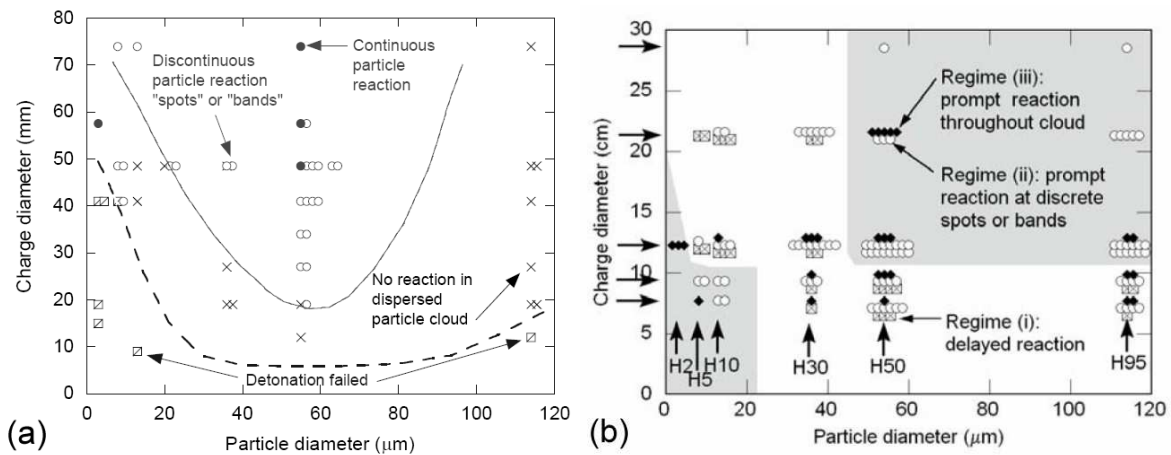 (a)
80
70
60
50
40
30
20
10
0
Charge diameter (mm)
Discontinuous
particle reaction
"spots" or "bands"
Continuous
particle
reaction
No reaction in
dispersed
particle cloud
Detonation failed
0 20 40 60 80 100 120
Particle diameter (μm)
(b)
30
25
20
15
10
5
0
Charge diameter (cm)
Regime (iii):
prompt reaction
throughout cloud
Regime (ii): prompt
reaction at discrete
spots or bands
Regime (i):
delayed reaction
H2
H5
H10
H30
H50
H95
0 20 40 60 80 100 120
Particle diameter (μm)